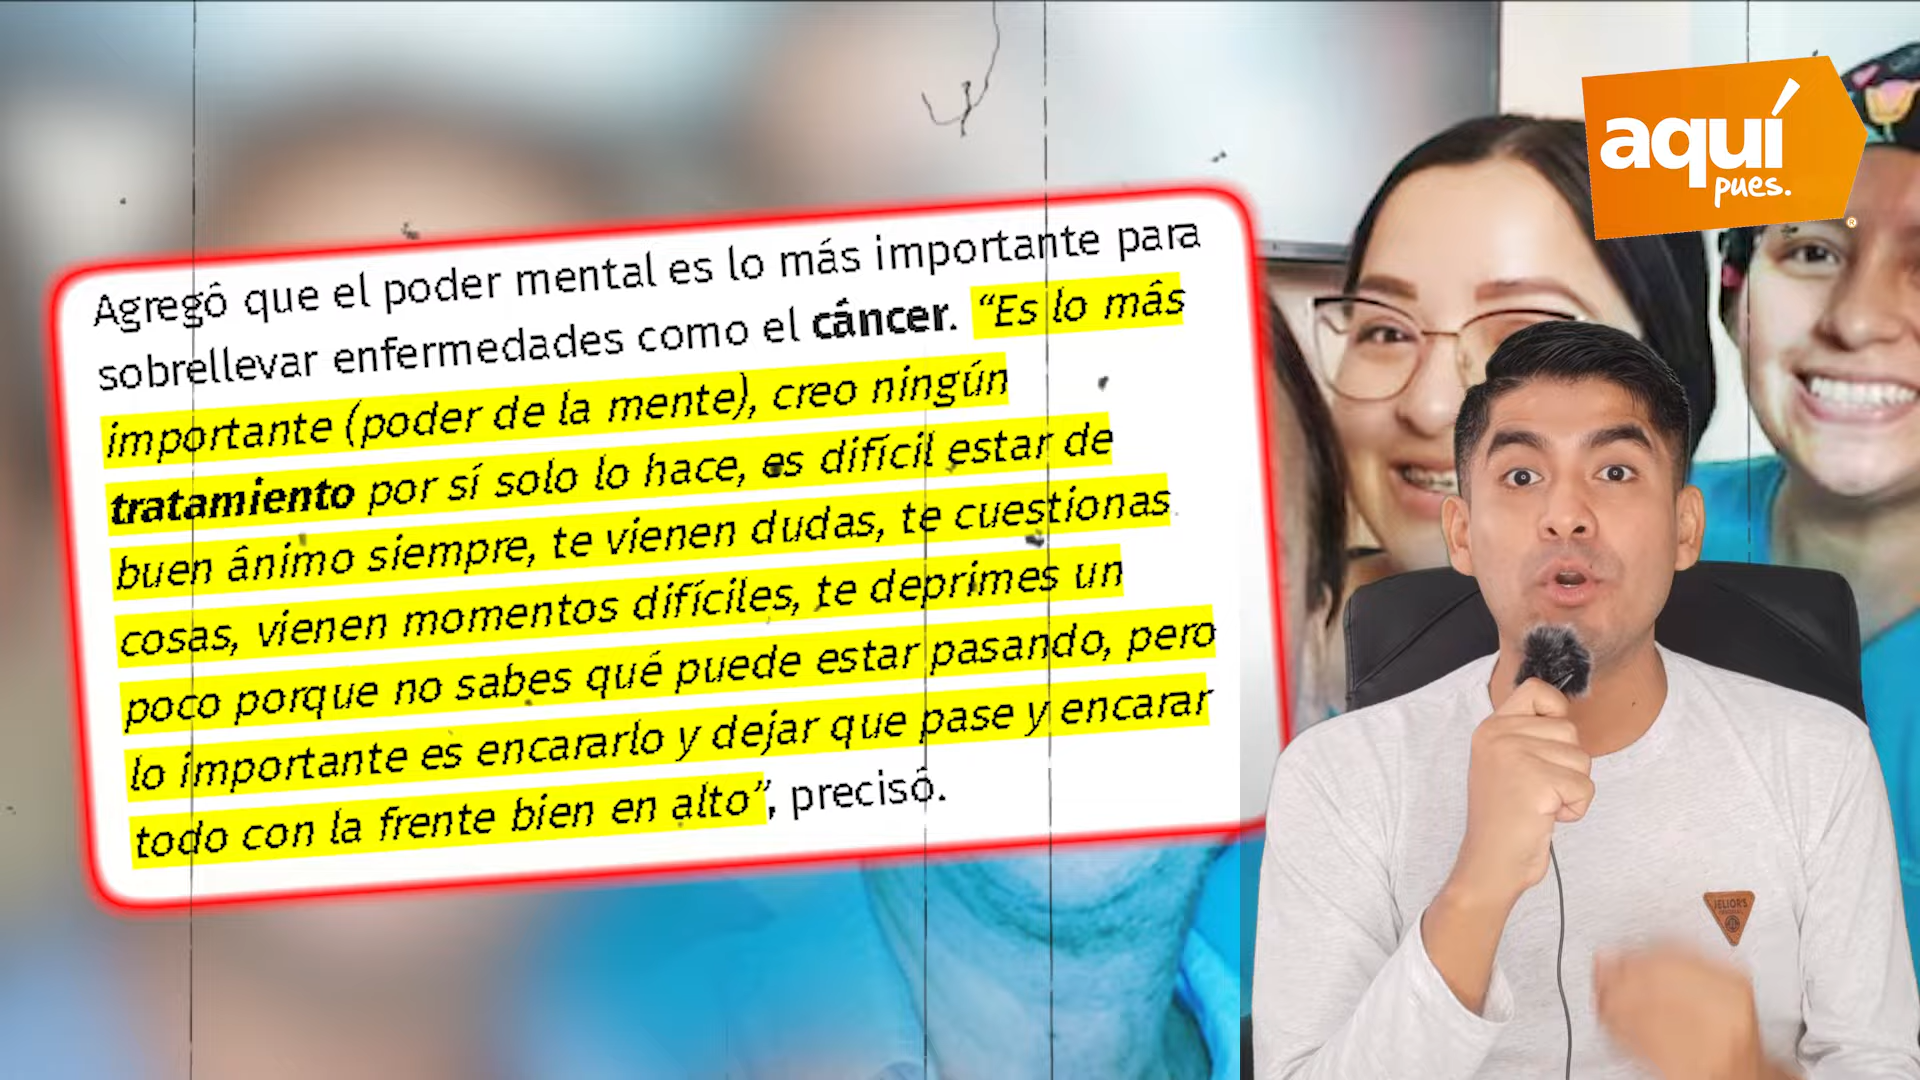 aquí
pues.
Agregó que el poder mental es lo más importante para
sobrellevar enfermedades como el cáncer. “Es lo más
importante (poder de la mente), creo ningún
tratamiento por sí solo lo hace, es difícil estar de
buen ánimo siempre, te vienen dudas, te cuestionas
cosas, vienen momentos difíciles, te deprimes un
poco porque no sabes qué puede estar pasando, pero
lo importante es encararlo y dejar que pase y encarar
todo con la frente bien en alto”, precisó.
JELIOR'S